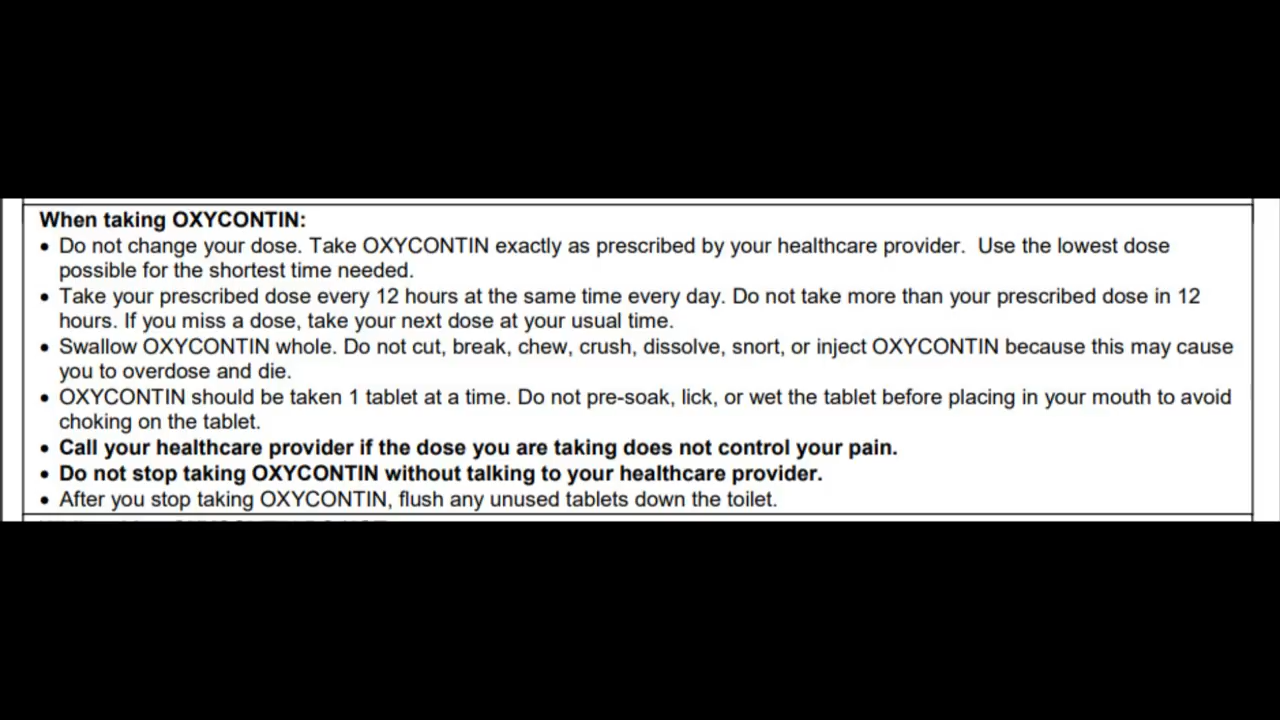 When taking OXYCONTIN:
• Do not change your dose. Take OXYCONTIN exactly as prescribed by your healthcare provider.  Use the lowest dose
possible for the shortest time needed.
• Take your prescribed dose every 12 hours at the same time every day. Do not take more than your prescribed dose in 12
hours. If you miss a dose, take your next dose at your usual time.
• Swallow OXYCONTIN whole. Do not cut, break, chew, crush, dissolve, snort, or inject OXYCONTIN because this may cause
you to overdose and die.
• OXYCONTIN should be taken 1 tablet at a time. Do not pre-soak, lick, or wet the tablet before placing in your mouth to avoid
choking on the tablet.
• Call your healthcare provider if the dose you are taking does not control your pain.
• Do not stop taking OXYCONTIN without talking to your healthcare provider.
• After you stop taking OXYCONTIN, flush any unused tablets down the toilet.